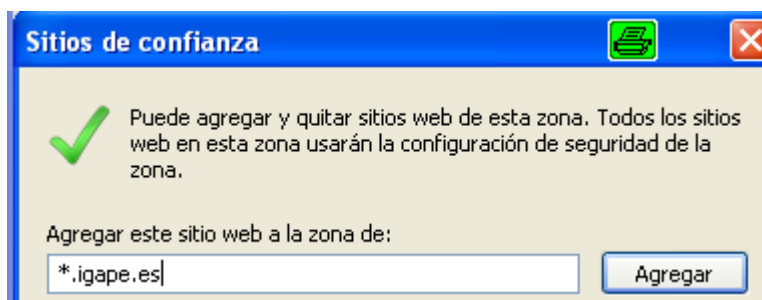 Sitios de confianza
Puede agregar y quitar sitios web de esta zona. Todos los sitios
web en esta zona usarán la configuración de seguridad de la
zona.
Agregar este sitio web a la zona de:
*.igape.es
Agregar